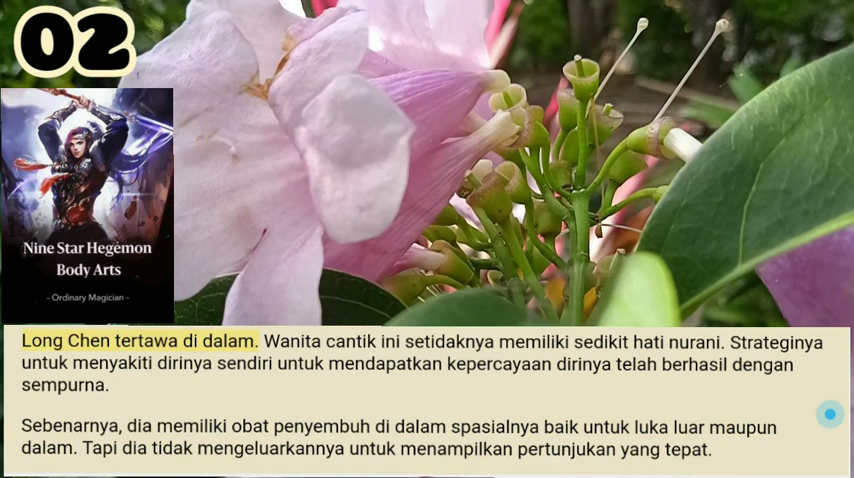 02
Nine Star Hegemon
Body Arts
- Ordinary Magician -
Long Chen tertawa di dalam. Wanita cantik ini setidaknya memiliki sedikit hati nurani. Strateginya
untuk menyakiti dirinya sendiri untuk mendapatkan kepercayaan dirinya telah berhasil dengan
sempurna.
Sebenarnya, dia memiliki obat penyembuh di dalam spasialnya baik untuk luka luar maupun
dalam. Tapi dia tidak mengeluarkannya untuk menampilkan pertunjukan yang tepat.